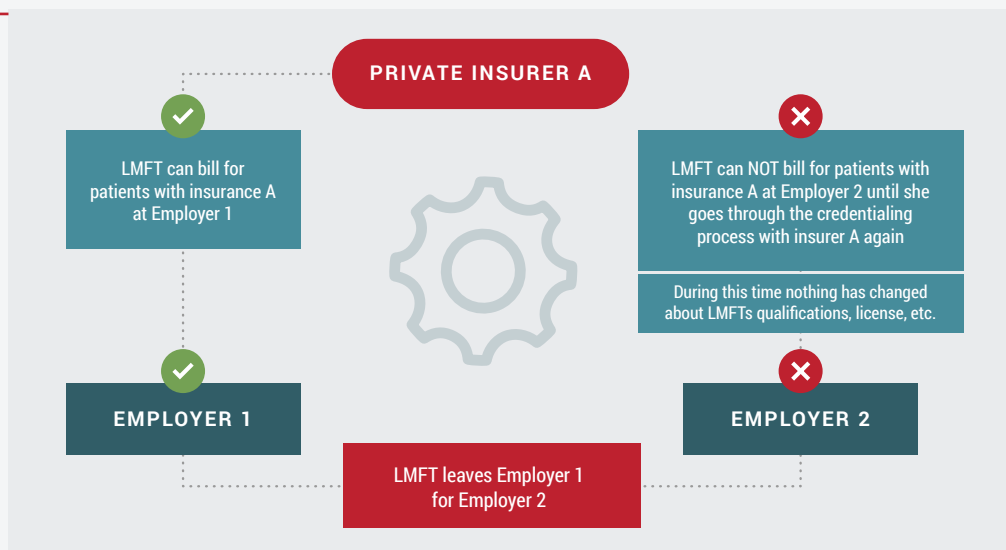 PRIVATE INSURER A
LMFT can bill for
patients with insurance A
at Employer 1
LMFT can NOT bill for patients with
insurance A at Employer 2 until she
goes through the credentialing
process with insurer A again
During this time nothing has changed
about LMFTs qualifications, license, etc.
EMPLOYER 1
EMPLOYER 2
LMFT leaves Employer 1
for Employer 2